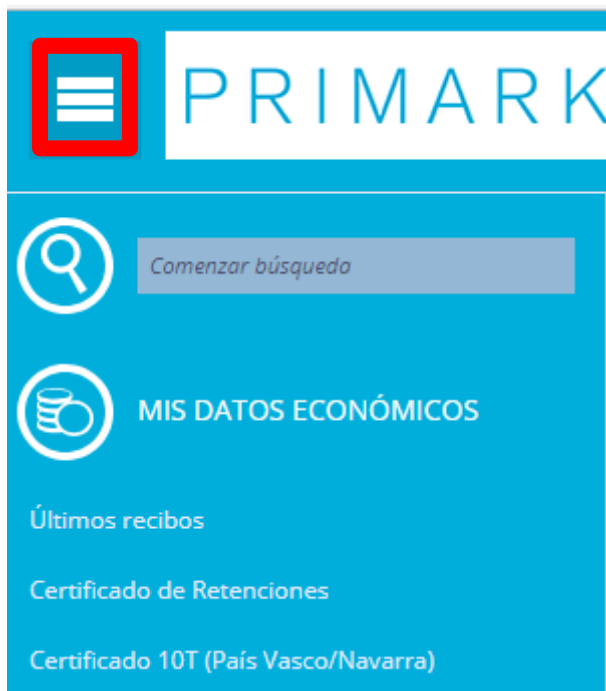 PRIMARK
Comenzar búsqueda
MIS DATOS ECONÓMICOS
Últimos recibos
Certificado de Retenciones
Certificado 10T (País Vasco/Navarra)